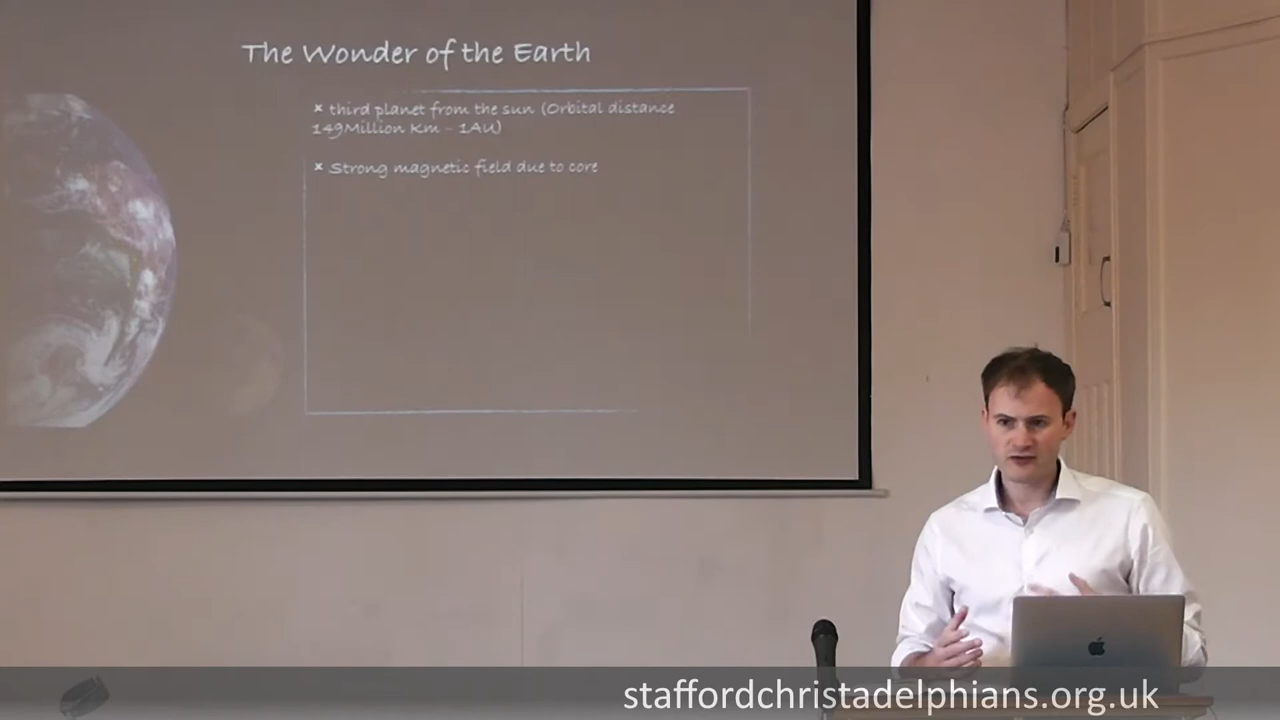 The Wonder of the Earth
× third planet from the sun (Orbital distance
149Million Km - 1AU)
× Strong magnetic field due to core
staffordchristadelphians.org.uk